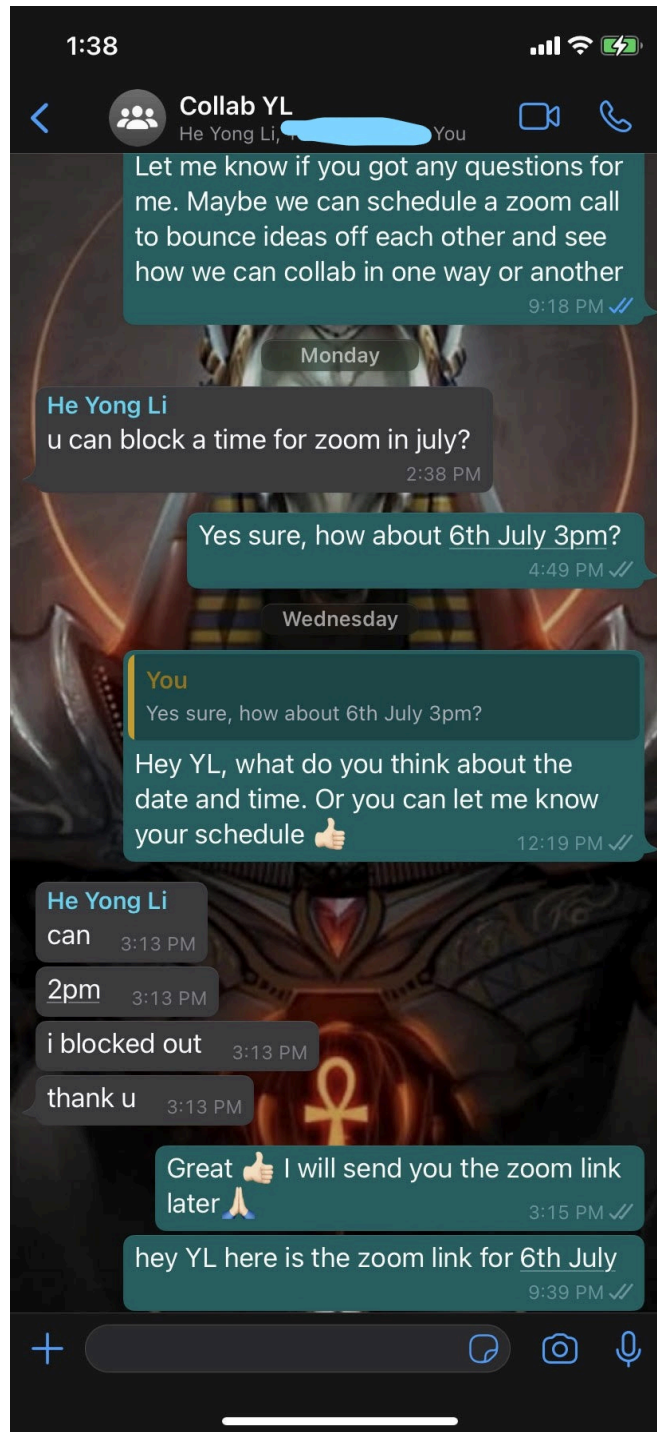 1:38
Collab YL
He Yong Li,
You
Let me know if you got any questions for
me. Maybe we can schedule a zoom call
to bounce ideas off each other and see
how we can collab in one way or another
9:18 PM
Monday
He Yong Li
u can block a time for zoom in july?
2:38 PM
Yes sure, how about 6th July 3pm?
4:49 PM
Wednesday
You
Yes sure, how about 6th July 3pm?
Hey YL, what do you think about the
date and time. Or you can let me know
your schedule 👍🏻
12:19 PM
He Yong Li
can 3:13 PM
2pm 3:13 PM
i blocked out 3:13 PM
thank u 3:13 PM
Great 👍🏻 I will send you the zoom link
later🙏🏻 3:15 PM
hey YL here is the zoom link for 6th July
9:39 PM